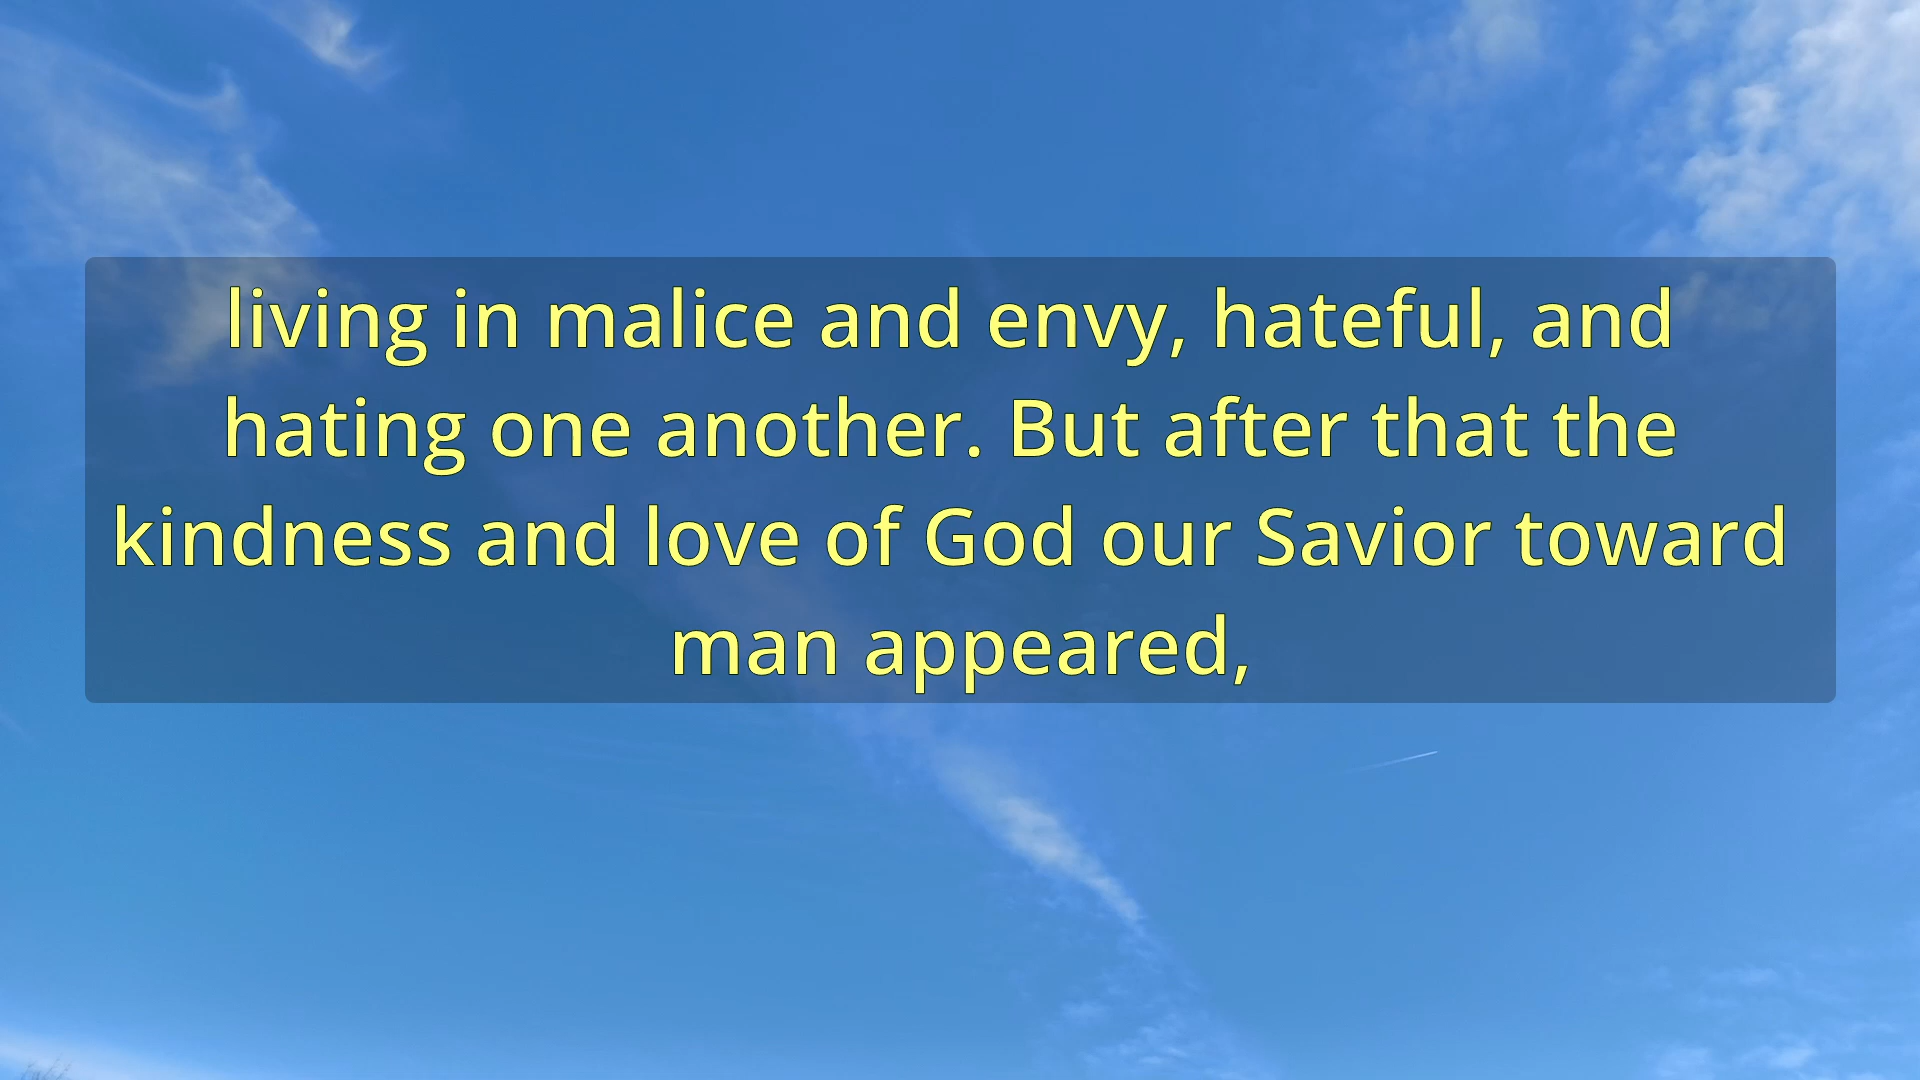 living in malice and envy, hateful, and
hating one another. But after that the
kindness and love of God our Savior toward
man appeared,